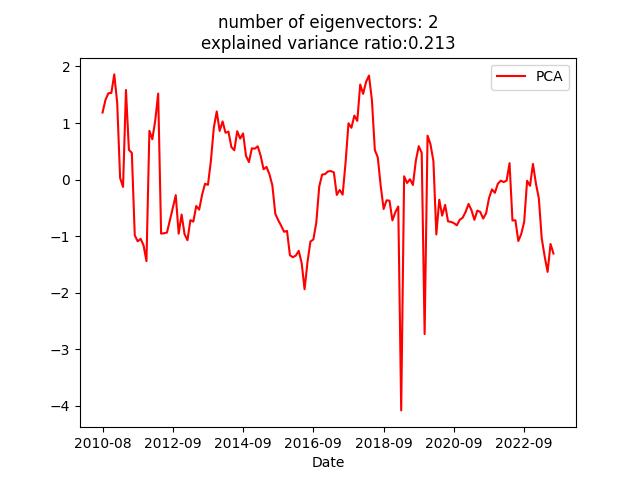 number of eigenvectors: 2
explained variance ratio:0.213
PCA
2
1
0
−1
−2
−3
−4
2010-08 2012-09 2014-09 2016-09 2018-09 2020-09 2022-09
Date